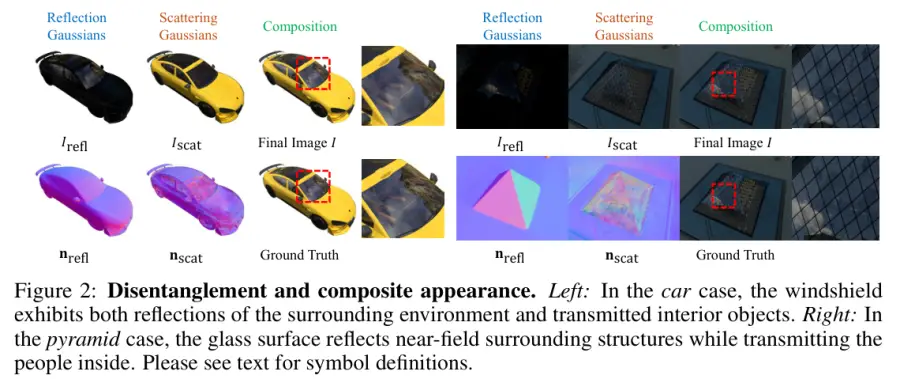 Reflection Gaussians
Scattering Gaussians
Composition
Reflection Gaussians
Scattering Gaussians
Composition
I_refl
I_scat
Final Image I
I_refl
I_scat
Final Image I
n_refl
n_scat
Ground Truth
n_refl
n_scat
Ground Truth
Figure 2: Disentanglement and composite appearance. Left: In the car case, the windshield
exhibits both reflections of the surrounding environment and transmitted interior objects. Right: In
the pyramid case, the glass surface reflects near-field surrounding structures while transmitting the
people inside. Please see text for symbol definitions.